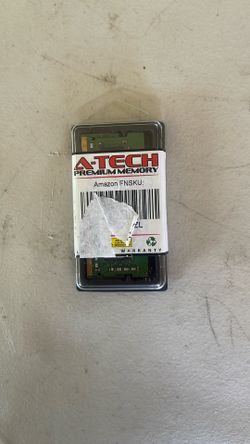 A-TECH
PREMIUM MEMORY
Amazon FNSKU:
WARRANTY